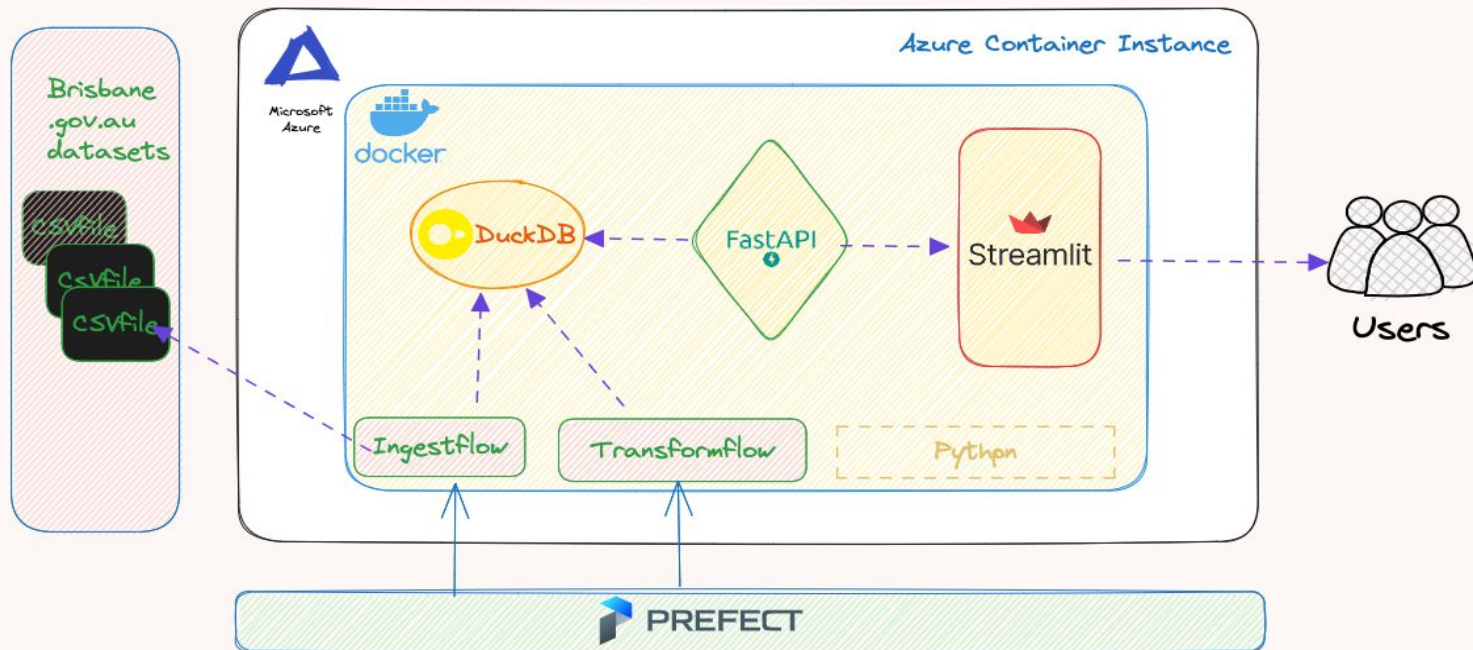 Azure Container Instance
Microsoft
Azure
docker
Brisbane
.gov.au
datasets
CSVfile
CSVfile
CSVfile
DuckDB
FastAPI
Streamlit
Users
Ingestflow
Transformflow
Python
PREFECT